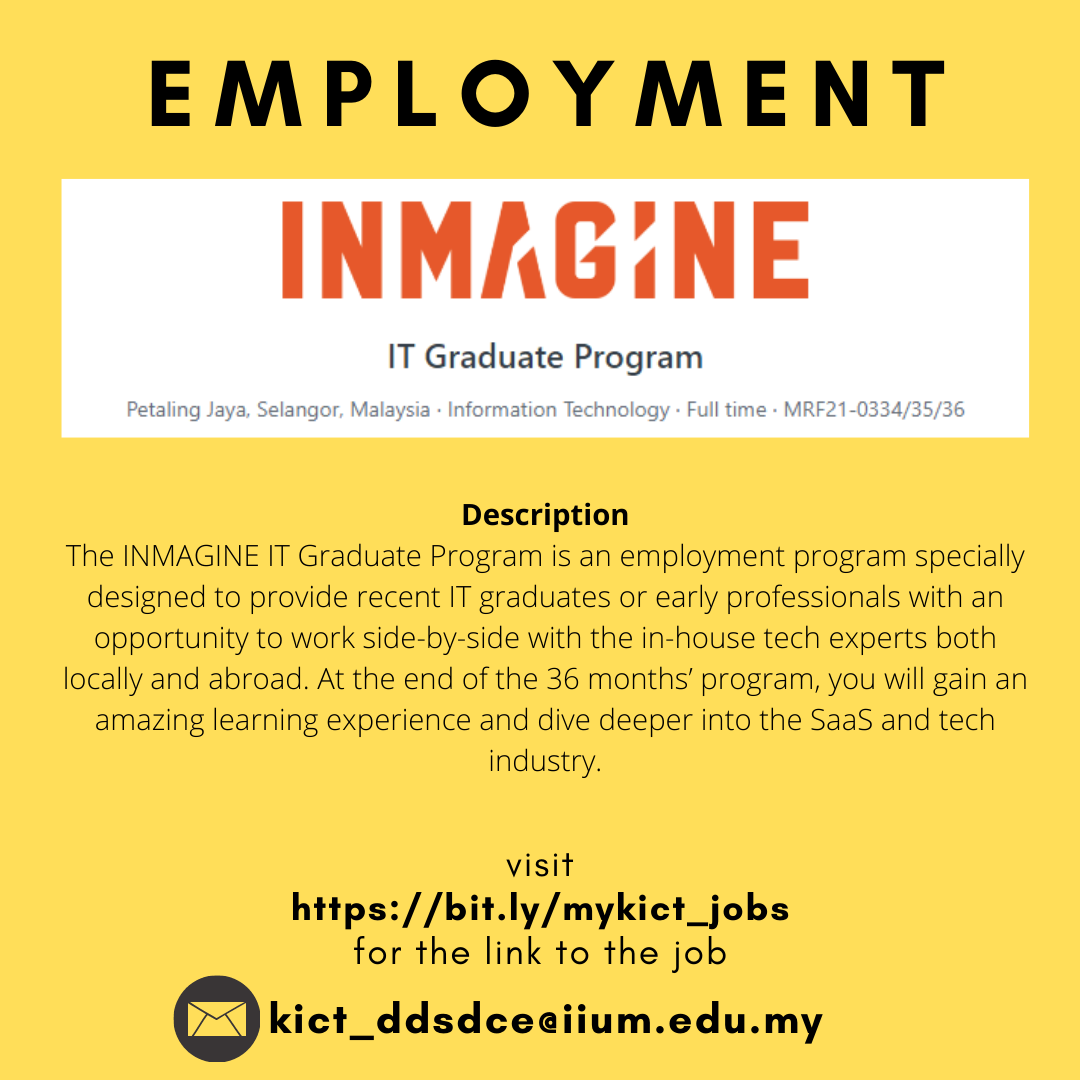 EMPLOYMENT
INMAGINE
IT Graduate Program
Petaling Jaya, Selangor, Malaysia · Information Technology · Full time · MRF21-0334/35/36
Description
The INMAGINE IT Graduate Program is an employment program specially
designed to provide recent IT graduates or early professionals with an
opportunity to work side-by-side with the in-house tech experts both
locally and abroad. At the end of the 36 months’ program, you will gain an
amazing learning experience and dive deeper into the SaaS and tech
industry.
visit
https://bit.ly/mykict_jobs
for the link to the job
kict_ddsdce@iium.edu.my